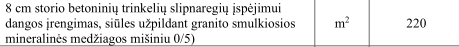 8 cm storio betoninių trinkelių slipnaregių įspėjimui
dangos įrengimas, siūles užpildant granito smulkiosios m² 220
mineralinės medžiagos mišiniu 0/5)